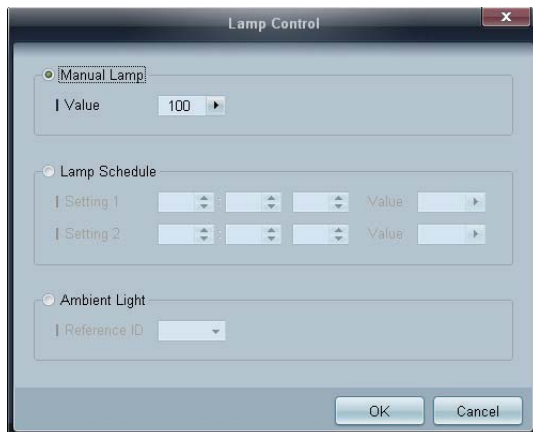 Lamp Control
x
Manual Lamp
Value 100
Lamp Schedule
Setting 1 : Value
Setting 2 : Value
Ambient Light
Reference ID
OK Cancel